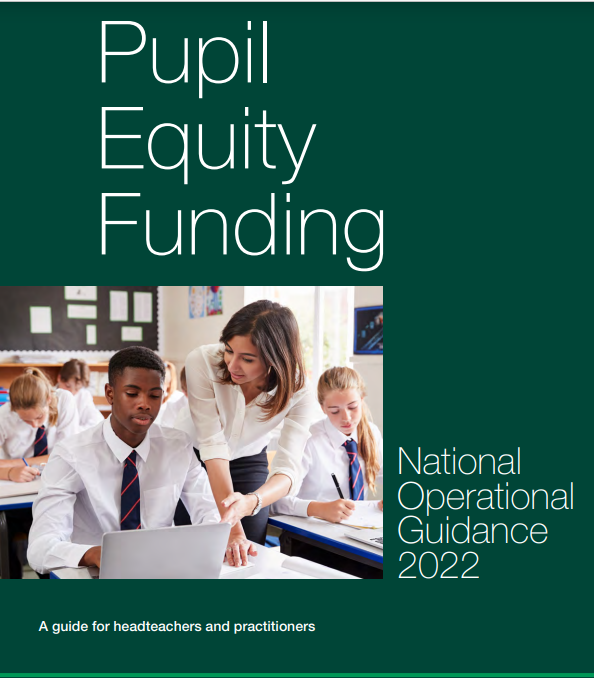 Pupil
Equity
Funding
National
Operational
Guidance
2022
A guide for headteachers and practitioners